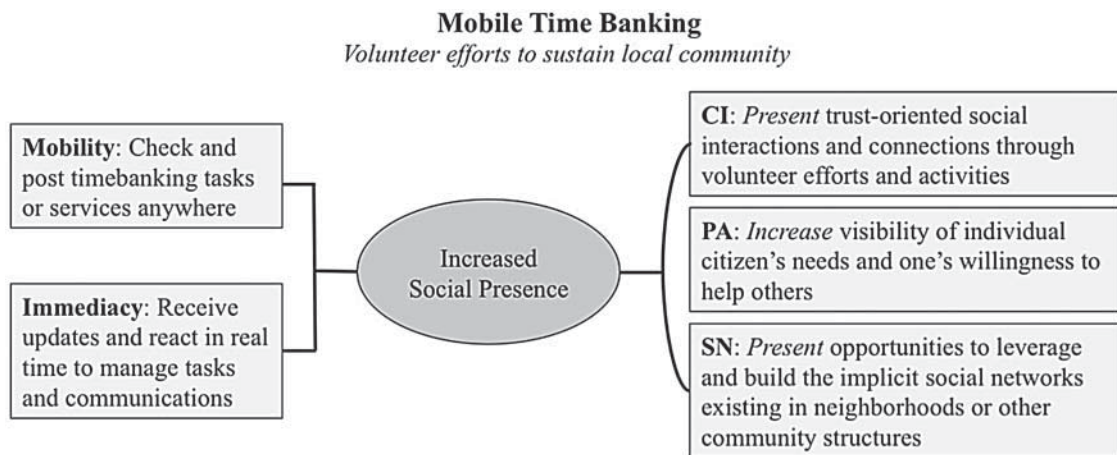 Mobile Time Banking
Volunteer efforts to sustain local community
Mobility: Check and
post timebanking tasks
or services anywhere
Immediacy: Receive
updates and react in real
time to manage tasks
and communications
Increased
Social Presence
CI: Present trust-oriented social
interactions and connections through
volunteer efforts and activities
PA: Increase visibility of individual
citizen's needs and one's willingness to
help others
SN: Present opportunities to leverage
and build the implicit social networks
existing in neighborhoods or other
community structures